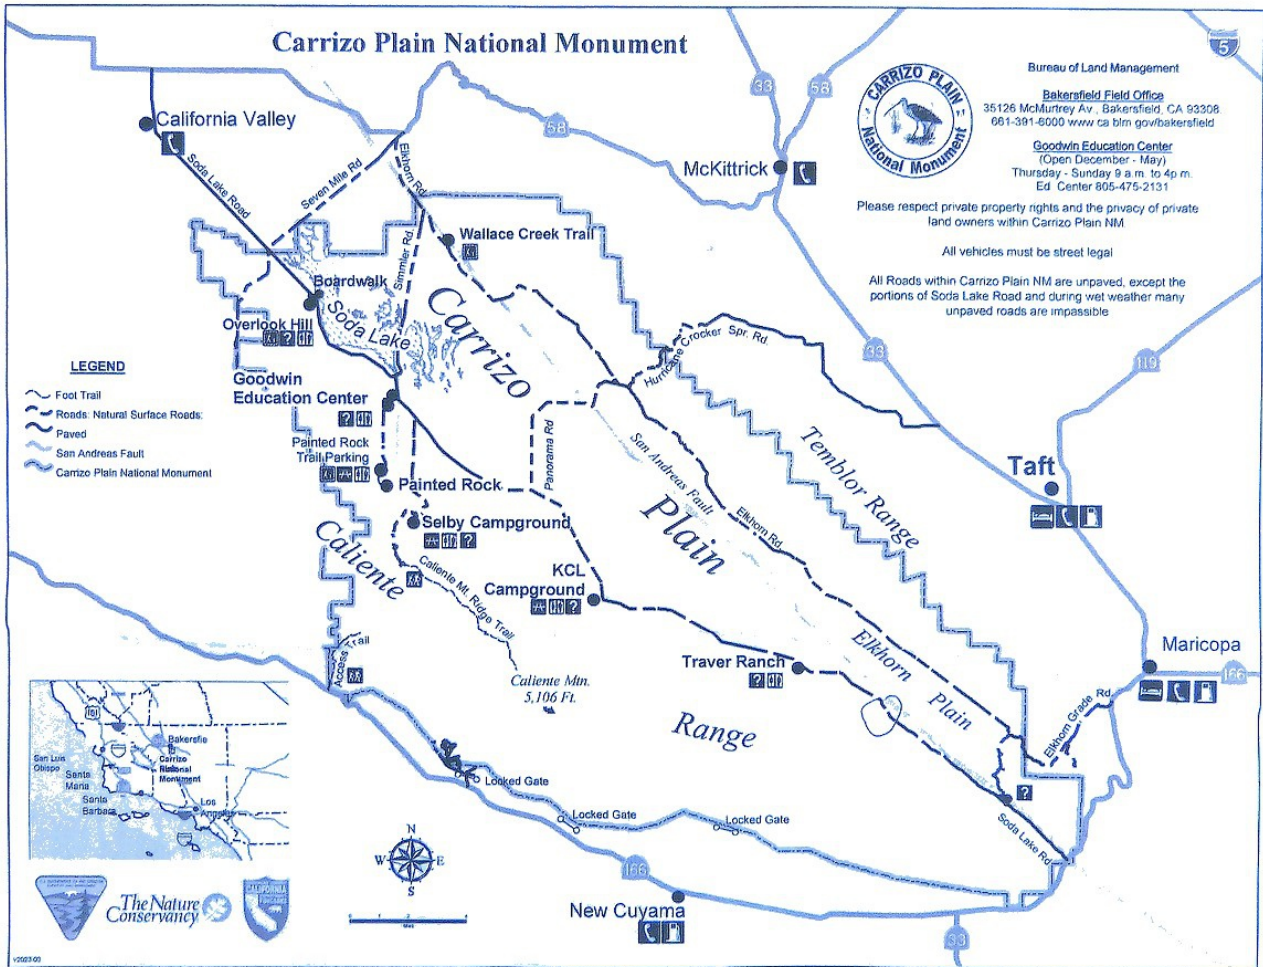 Carrizo Plain National Monument
5
33
58
58
Bureau of Land Management
Bakersfield Field Office
35126 McMurtrey Av., Bakersfield, CA 93308
661-391-6000 www ca blm gov/bakersfield
Goodwin Education Center
(Open December - May)
Thursday - Sunday 9 a.m. to 4p m.
Ed Center 805-475-2131
Please respect private property rights and the privacy of private
land owners within Carrizo Plain NM
All vehicles must be street legal
All Roads within Carrizo Plain NM are unpaved, except the
portions of Soda Lake Road and during wet weather many
unpaved roads are impassible
CARRIZO PLAIN
National Monument
California Valley
McKittrick
Soda Lake Road
Seven Mile Rd
Elkhorn Rd.
Wallace Creek Trail
Simmler Rd.
Boardwalk
Soda Lake
Overlook Hill
Carrizo
Hurricane Crocker Spr. Rd.
33
119
LEGEND
Foot Trail
Roads: Natural Surface Roads:
Paved
San Andreas Fault
Carrizo Plain National Monument
Goodwin
Education Center
Painted Rock
Trail Parking
Painted Rock
Panorama Rd
San Andreas Fault
Temblor Range
Taft
Selby Campground
Plain
Elkhorn Rd.
Caliente
Caliente Mt. Ridge Trail
KCL
Campground
Access Trail
Traver Ranch
Elkhorn
Plain
Maricopa
166
Caliente Mtn.
5,106 Ft.
Range
Elkhorn Grade Rd.
Locked Gate
Locked Gate
Locked Gate
Soda Lake Rd
101
Bakersfie
San Luis
Obispo
Carrizo
National
Monument
Santa
Maria
Santa
Barbara
Los
N
W
E
S
166
New Cuyama
33
The Nature
Conservancy
CALIFORNIA